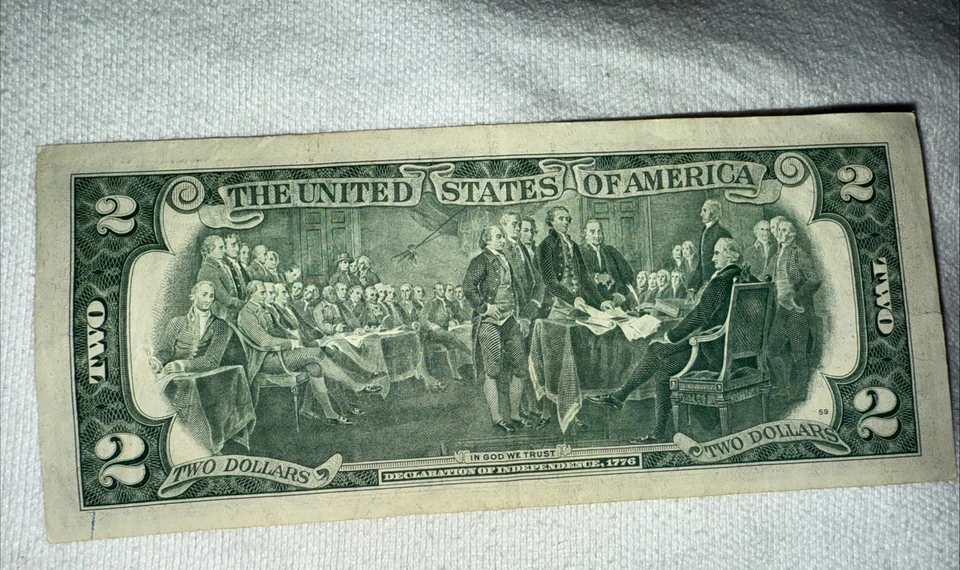 THE UNITED STATES OF AMERICA
2
2
TWO
TWO
59
2
2
TWO DOLLARS
TWO DOLLARS
IN GOD WE TRUST
DECLARATION OF INDEPENDENCE, 1776